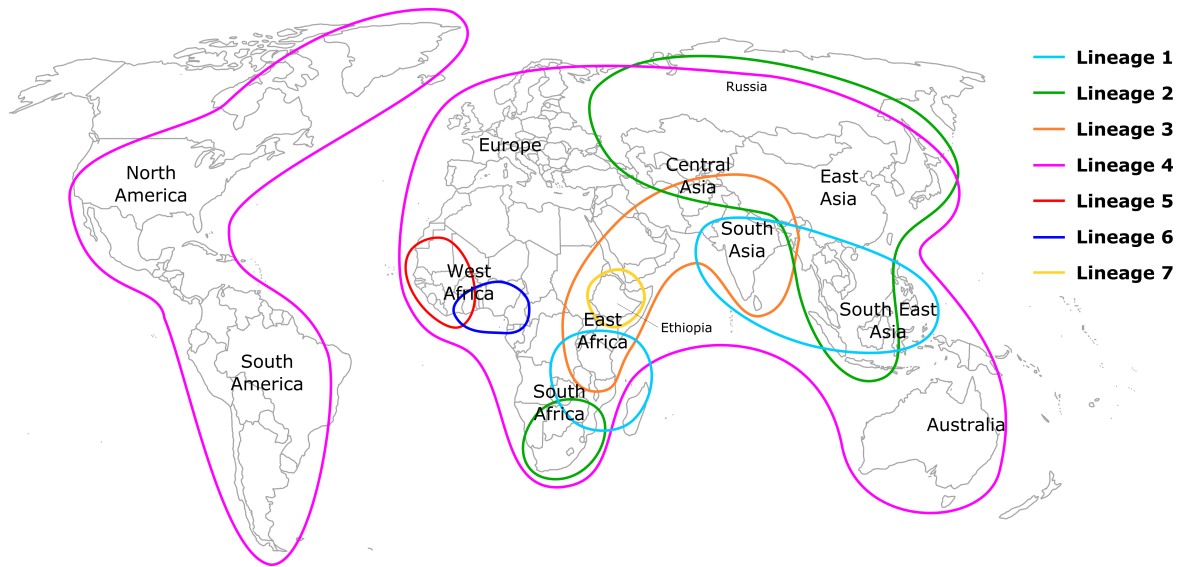 Lineage 1
Lineage 2
Lineage 3
Lineage 4
Lineage 5
Lineage 6
Lineage 7
Russia
Europe
North
America
Central
Asia
East
Asia
South
Asia
West
Africa
South East
Asia
East
Africa
Ethiopia
South
America
South
Africa
Australia